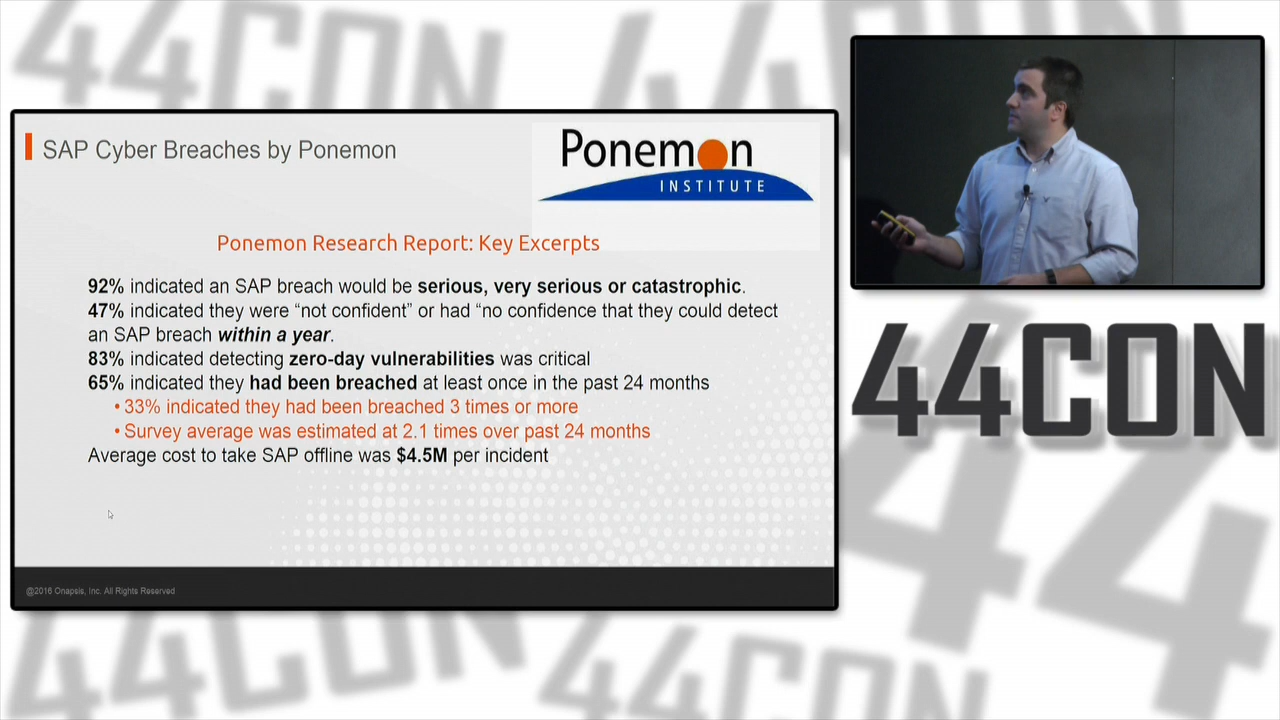 44CON
44CON
SAP Cyber Breaches by Ponemon
Ponemon
INSTITUTE
Ponemon Research Report: Key Excerpts
92% indicated an SAP breach would be serious, very serious or catastrophic.
47% indicated they were “not confident” or had “no confidence that they could detect
an SAP breach within a year.
83% indicated detecting zero-day vulnerabilities was critical
65% indicated they had been breached at least once in the past 24 months
• 33% indicated they had been breached 3 times or more
• Survey average was estimated at 2.1 times over past 24 months
Average cost to take SAP offline was $4.5M per incident
@2016 Onapsis, Inc. All Rights Reserved
44CON
44
44CON
44CON